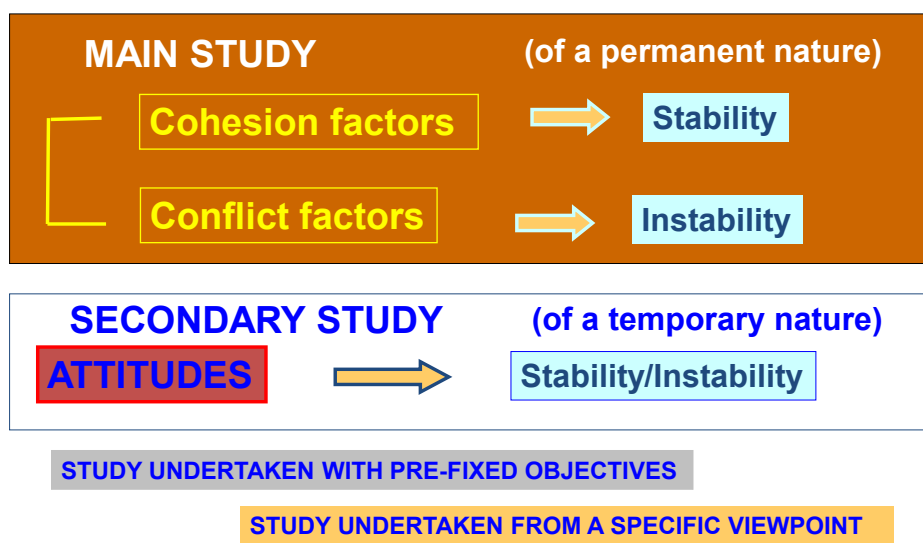 MAIN STUDY (of a permanent nature)
Cohesion factors Stability
Conflict factors Instability
SECONDARY STUDY (of a temporary nature)
ATTITUDES Stability/Instability
STUDY UNDERTAKEN WITH PRE-FIXED OBJECTIVES
STUDY UNDERTAKEN FROM A SPECIFIC VIEWPOINT